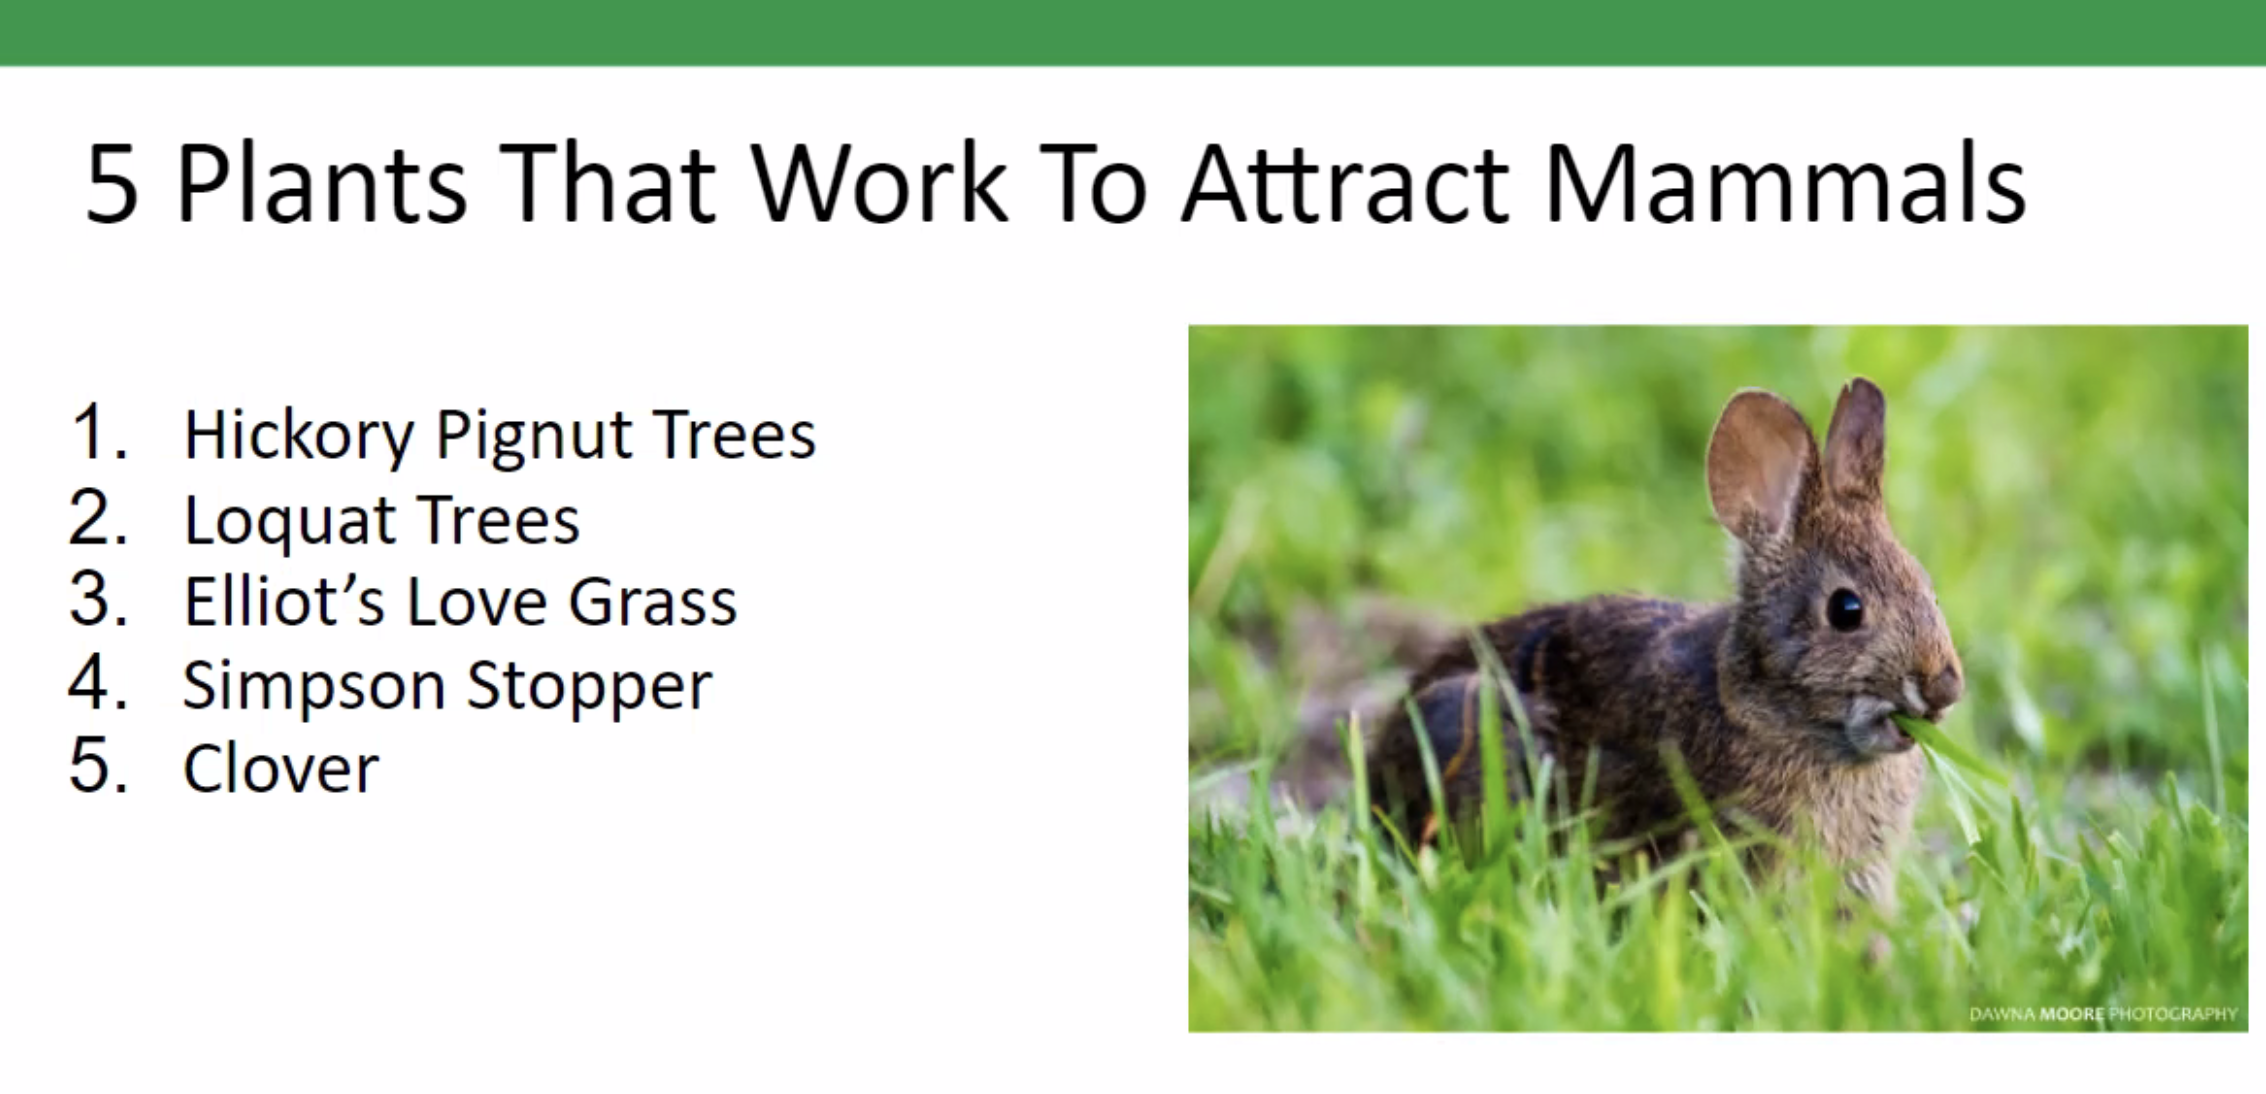 5 Plants That Work To Attract Mammals
1. Hickory Pignut Trees
2. Loquat Trees
3. Elliot’s Love Grass
4. Simpson Stopper
5. Clover
DAWNA MOORE PHOTOGRAPHY